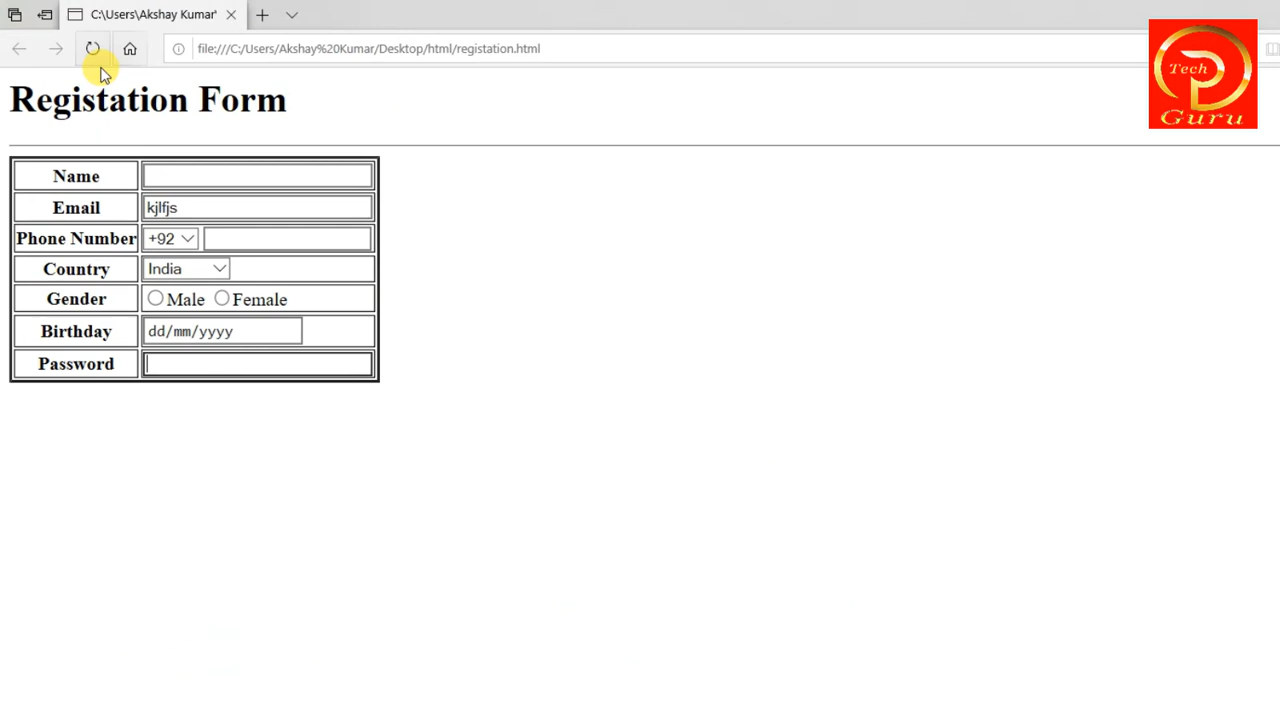 C:\Users\Akshay Kumar'
file:///C:/Users/Akshay%20Kumar/Desktop/html/registation.html
Tech
Guru
Registation Form
Name
Email kjlfjs
Phone Number +92
Country India
Gender Male Female
Birthday dd/mm/yyyy
Password